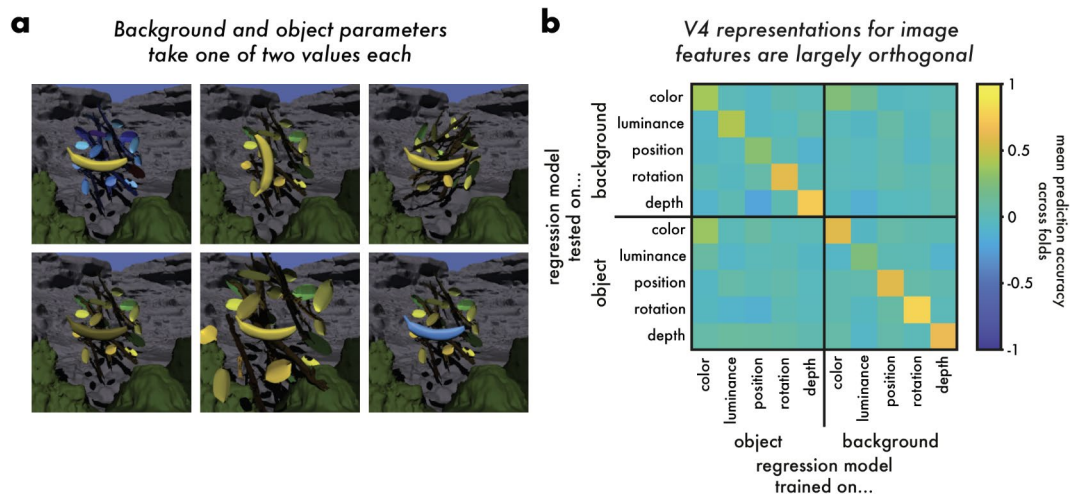 a
Background and object parameters
take one of two values each
b
V4 representations for image
features are largely orthogonal
regression model
tested on...
background
color
luminance
position
rotation
depth
object
color
luminance
position
rotation
depth
color
luminance
position
rotation
depth
color
luminance
position
rotation
depth
object
background
regression model
trained on...
1
0.5
0
-0.5
-1
mean prediction accuracy
across folds